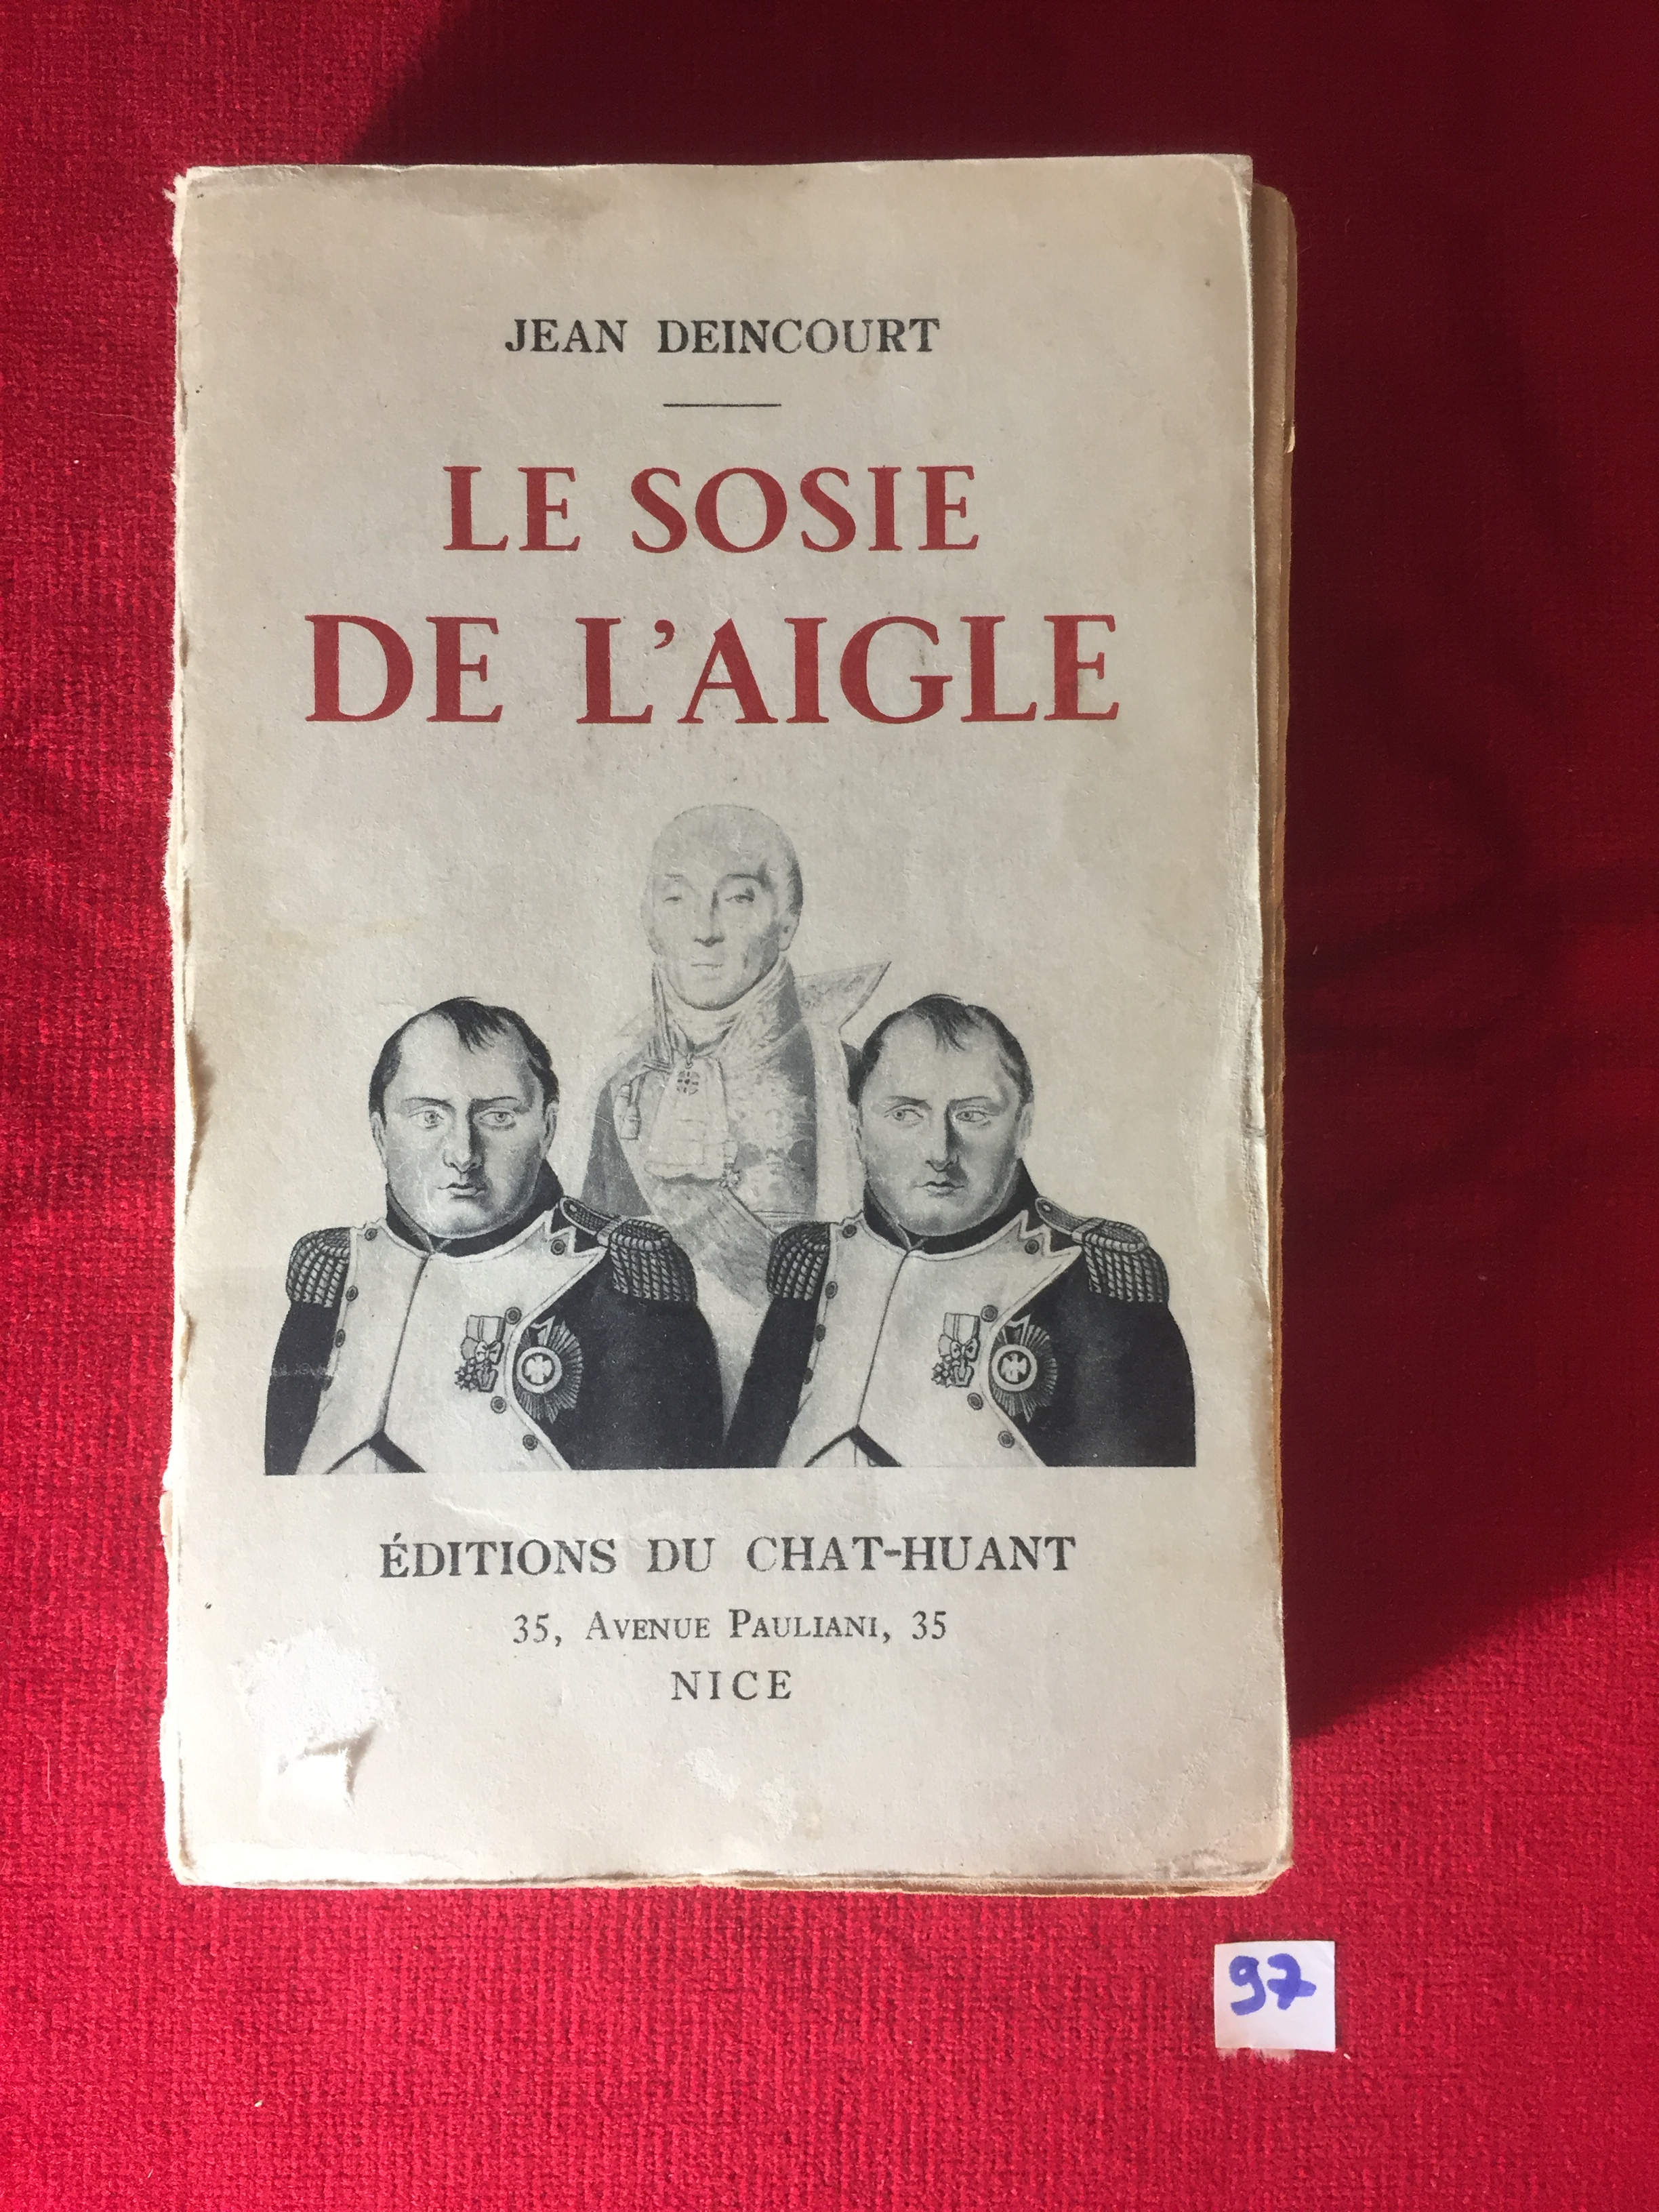 JEAN DEINCOURT
LE SOSIE
DE L'AIGLE
ÉDITIONS DU CHAT-HUANT
35, AVENUE PAULIANI, 35
NICE
97